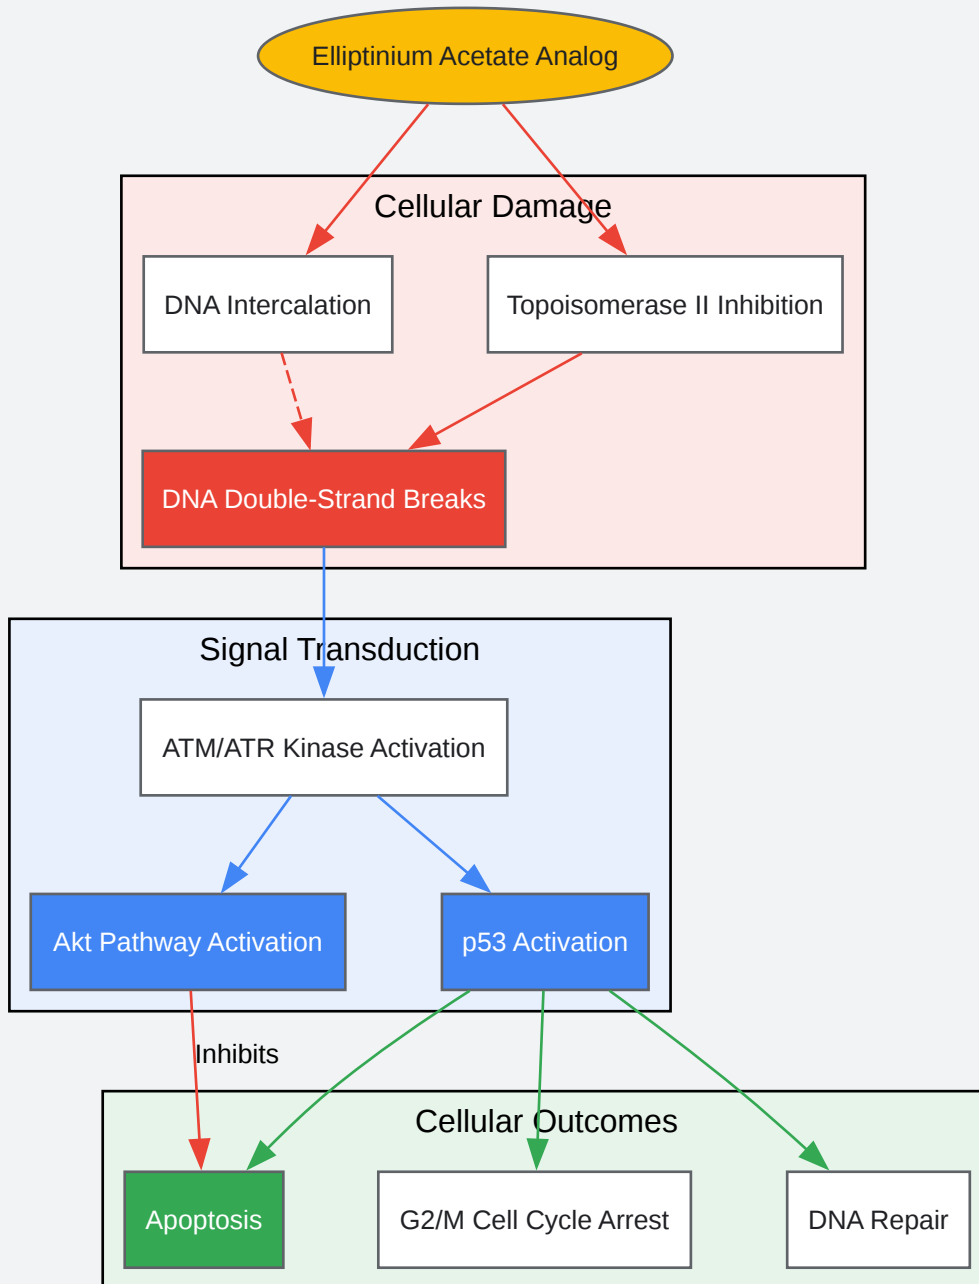 Elliptinium Acetate Analog
Cellular Damage
DNA Intercalation
Topoisomerase II Inhibition
DNA Double-Strand Breaks
Signal Transduction
ATM/ATR Kinase Activation
Akt Pathway Activation
p53 Activation
Inhibits
Cellular Outcomes
Apoptosis
G2/M Cell Cycle Arrest
DNA Repair